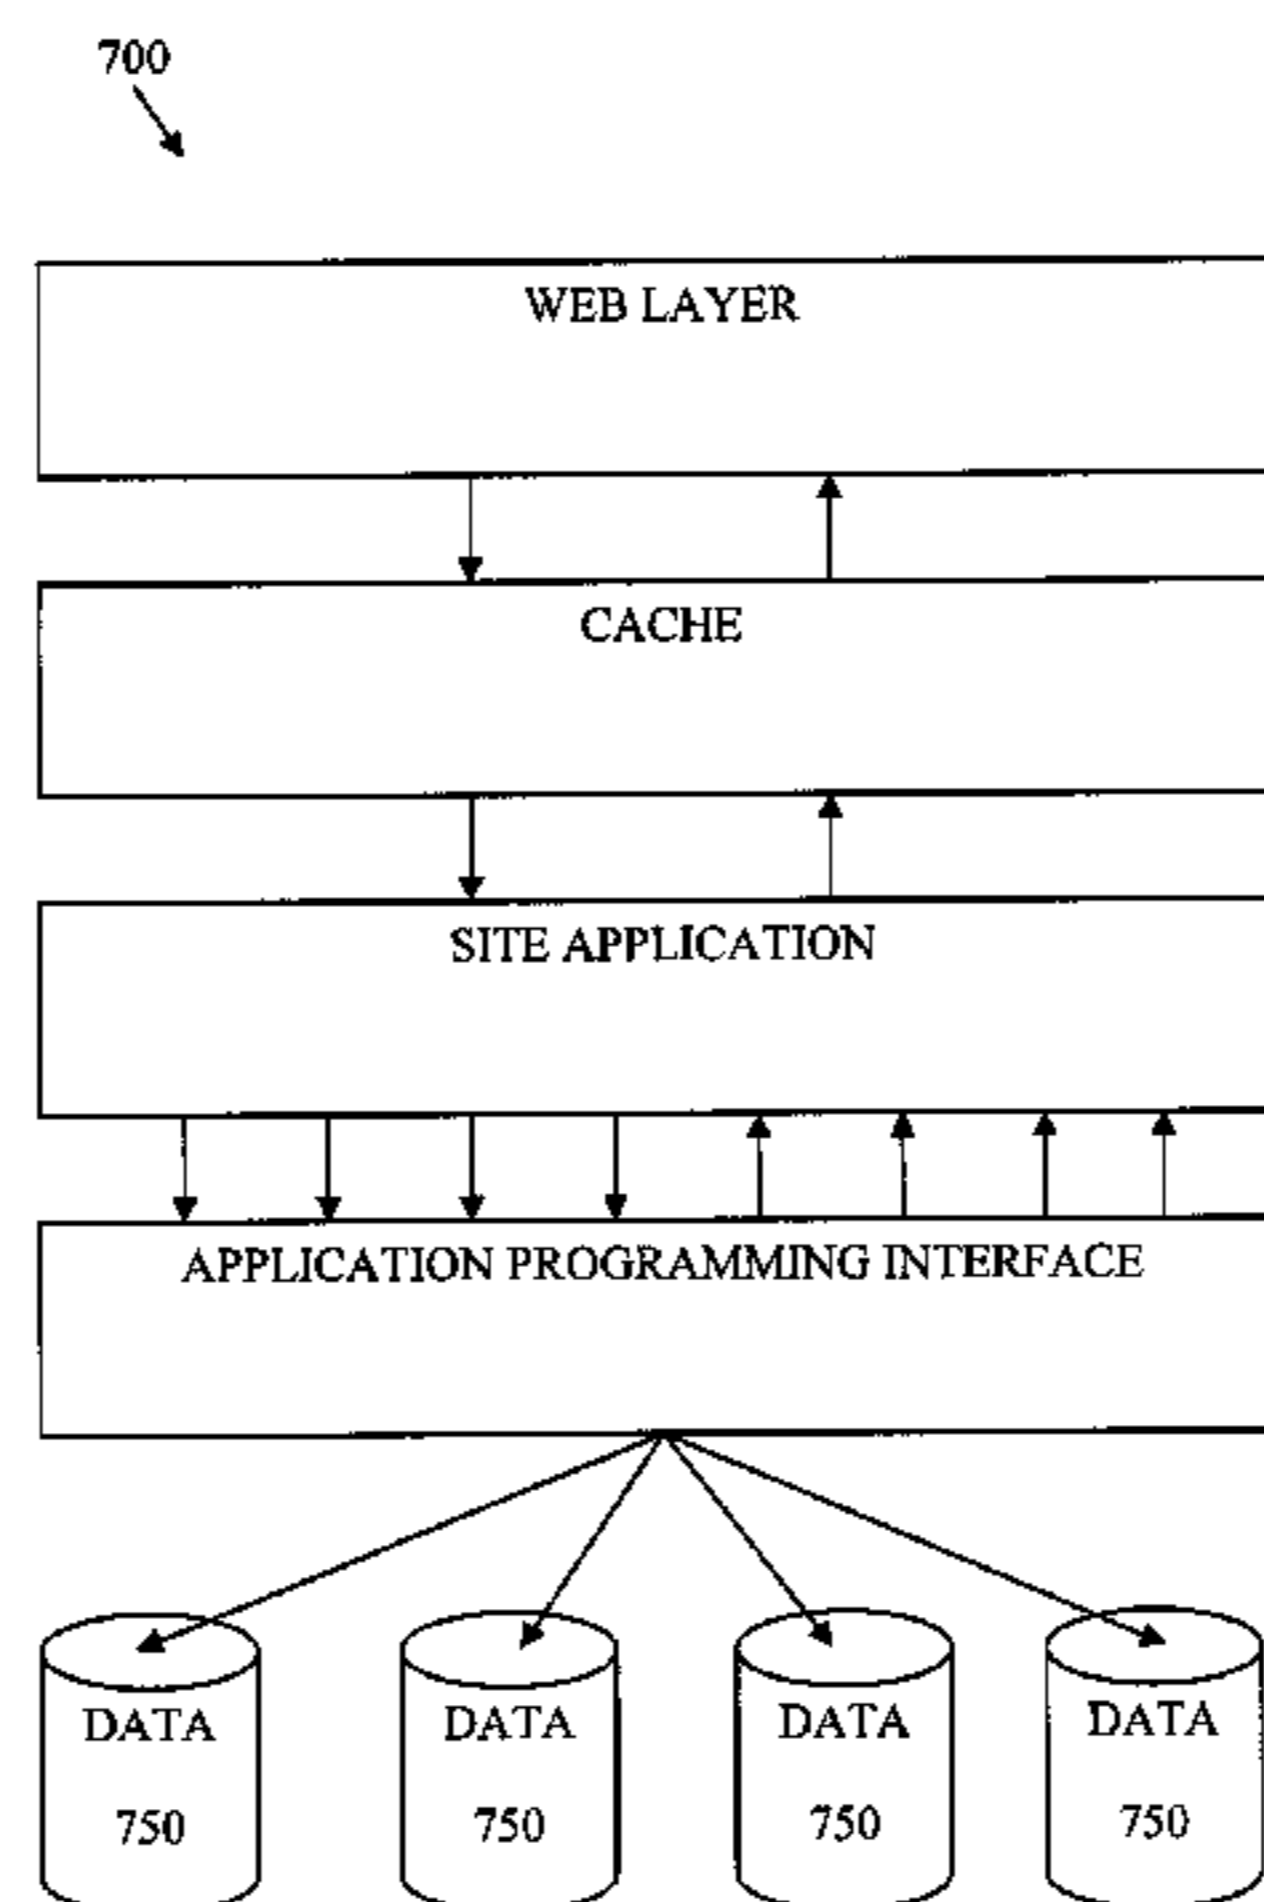 700
WEB LAYER
CACHE
SITE APPLICATION
APPLICATION PROGRAMMING INTERFACE
DATA DATA DATA DATA
750 750 750 750